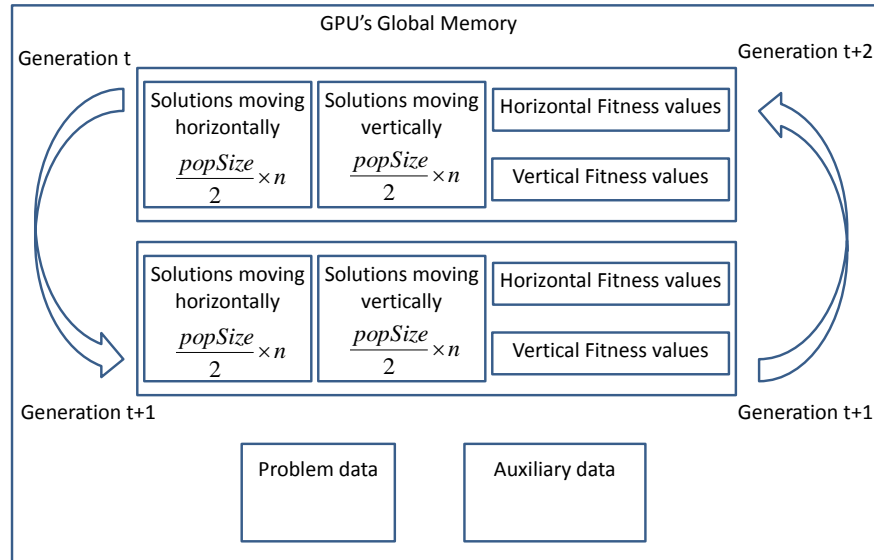 GPU's Global Memory
Generation t
Generation t+2
Solutions moving
horizontally
popSize
2
× n
Solutions moving
vertically
popSize
2
× n
Horizontal Fitness values
Vertical Fitness values
Solutions moving
horizontally
popSize
2
× n
Solutions moving
vertically
popSize
2
× n
Horizontal Fitness values
Vertical Fitness values
Generation t+1
Generation t+1
Problem data
Auxiliary data